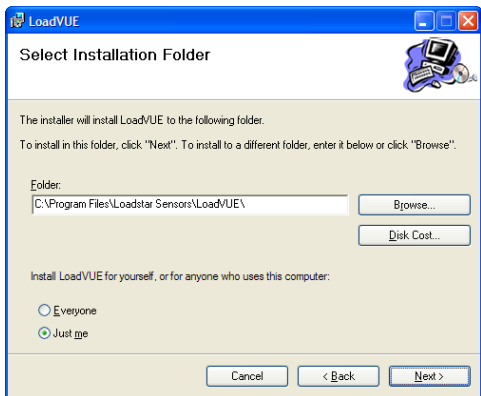 LoadVUE
Select Installation Folder
The installer will install LoadVUE to the following folder.
To install in this folder, click "Next". To install to a different folder, enter it below or click "Browse".
Folder:
C:\Program Files\Loadstar Sensors\LoadVUE\
Browse...
Disk Cost...
Install LoadVUE for yourself, or for anyone who uses this computer:
Everyone
Just me
Cancel
< Back
Next >